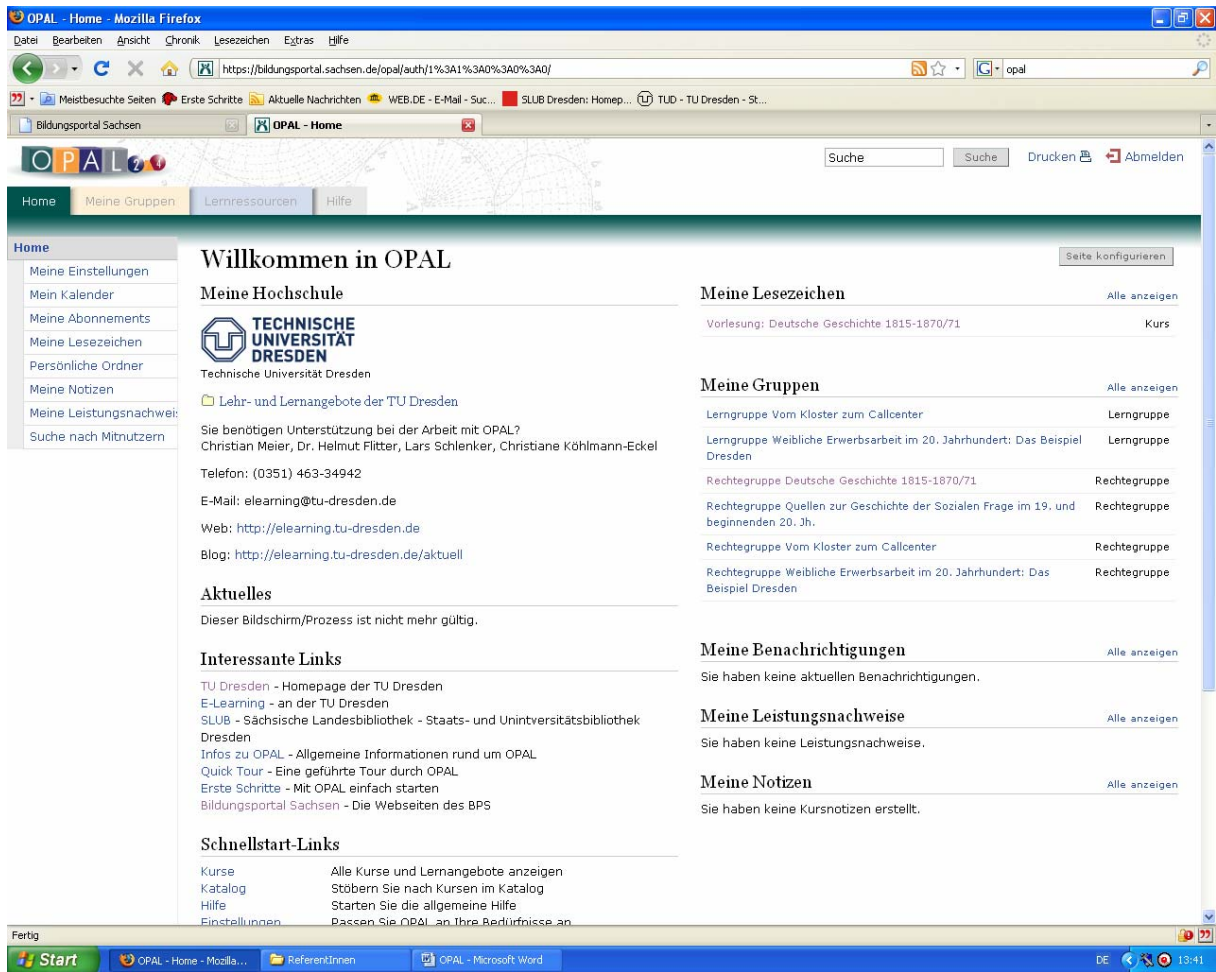 OPAL - Home - Mozilla Firefox
Datei Bearbeiten Ansicht Chronik Lesezeichen Extras Hilfe
https://bildungsportal.sachsen.de/opal/auth/1%3A1%3A0%3A0%3A0/
opal
Meistbesuchte Seiten Erste Schritte Aktuelle Nachrichten WEB.DE - E-Mail - Suc... SLUB Dresden: Homep... TUD - TU Dresden - St...
Bildungsportal Sachsen OPAL - Home
OPAL Suche Suche Drucken Abmelden
Home Meine Gruppen Lernressourcen Hilfe
Home
Meine Einstellungen
Mein Kalender
Meine Abonnements
Meine Lesezeichen
Persönliche Ordner
Meine Notizen
Meine Leistungsnachweis
Suche nach Mitnutzern
Willkommen in OPAL
Seite konfigurieren
Meine Hochschule
TECHNISCHE
UNIVERSITÄT
DRESDEN
Technische Universität Dresden
Lehr- und Lernangebote der TU Dresden
Sie benötigen Unterstützung bei der Arbeit mit OPAL?
Christian Meier, Dr. Helmut Flitter, Lars Schlenker, Christiane Köhlmann-Eckel
Telefon: (0351) 463-34942
E-Mail: elearning@tu-dresden.de
Web: http://elearning.tu-dresden.de
Blog: http://elearning.tu-dresden.de/aktuell
Aktuelles
Dieser Bildschirm/Prozess ist nicht mehr gültig.
Interessante Links
TU Dresden - Homepage der TU Dresden
E-Learning - an der TU Dresden
SLUB - Sächsische Landesbibliothek - Staats- und Unintversitätsbibliothek
Dresden
Infos zu OPAL - Allgemeine Informationen rund um OPAL
Quick Tour - Eine geführte Tour durch OPAL
Erste Schritte - Mit OPAL einfach starten
Bildungsportal Sachsen - Die Webseiten des BPS
Schnellstart-Links
Kurse Alle Kurse und Lernangebote anzeigen
Katalog Stöbern Sie nach Kursen im Katalog
Hilfe Starten Sie die allgemeine Hilfe
Einstellungen Passen Sie OPAL an Ihre Bedürfnisse an
Meine Lesezeichen Alle anzeigen
Vorlesung: Deutsche Geschichte 1815-1870/71 Kurs
Meine Gruppen Alle anzeigen
Lerngruppe Vom Kloster zum Callcenter Lerngruppe
Lerngruppe Weibliche Erwerbsarbeit im 20. Jahrhundert: Das Beispiel Lerngruppe
Dresden
Rechtegruppe Deutsche Geschichte 1815-1870/71 Rechtegruppe
Rechtegruppe Quellen zur Geschichte der Sozialen Frage im 19. und Rechtegruppe
beginnenden 20. Jh.
Rechtegruppe Vom Kloster zum Callcenter Rechtegruppe
Rechtegruppe Weibliche Erwerbsarbeit im 20. Jahrhundert: Das Rechtegruppe
Beispiel Dresden
Meine Benachrichtigungen Alle anzeigen
Sie haben keine aktuellen Benachrichtigungen.
Meine Leistungsnachweise Alle anzeigen
Sie haben keine Leistungsnachweise.
Meine Notizen Alle anzeigen
Sie haben keine Kursnotizen erstellt.
Fertig
Start OPAL - Home - Mozilla... ReferentInnen OPAL - Microsoft Word DE 13:41